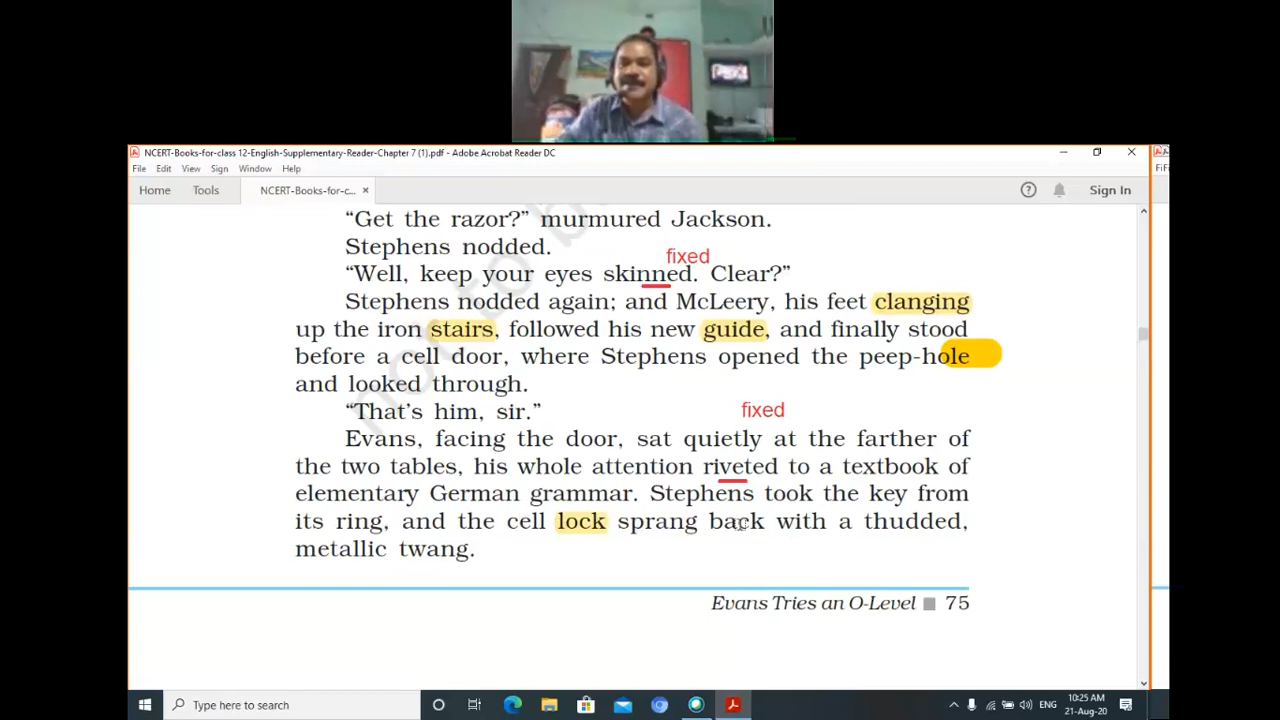 NCERT-Books-for-class 12-English-Supplementary-Reader-Chapter 7 (1).pdf - Adobe Acrobat Reader DC
File Edit View Sign Window Help
Home Tools NCERT-Books-for-c... × Sign In
“Get the razor?” murmured Jackson.
Stephens nodded.
fixed
“Well, keep your eyes skinned. Clear?”
Stephens nodded again; and McLeery, his feet clanging
up the iron stairs, followed his new guide, and finally stood
before a cell door, where Stephens opened the peep-hole
and looked through.
“That’s him, sir.”
fixed
Evans, facing the door, sat quietly at the farther of
the two tables, his whole attention riveted to a textbook of
elementary German grammar. Stephens took the key from
its ring, and the cell lock sprang back with a thudded,
metallic twang.
Evans Tries an O-Level 75
Type here to search
ENG
10:25 AM
21-Aug-20